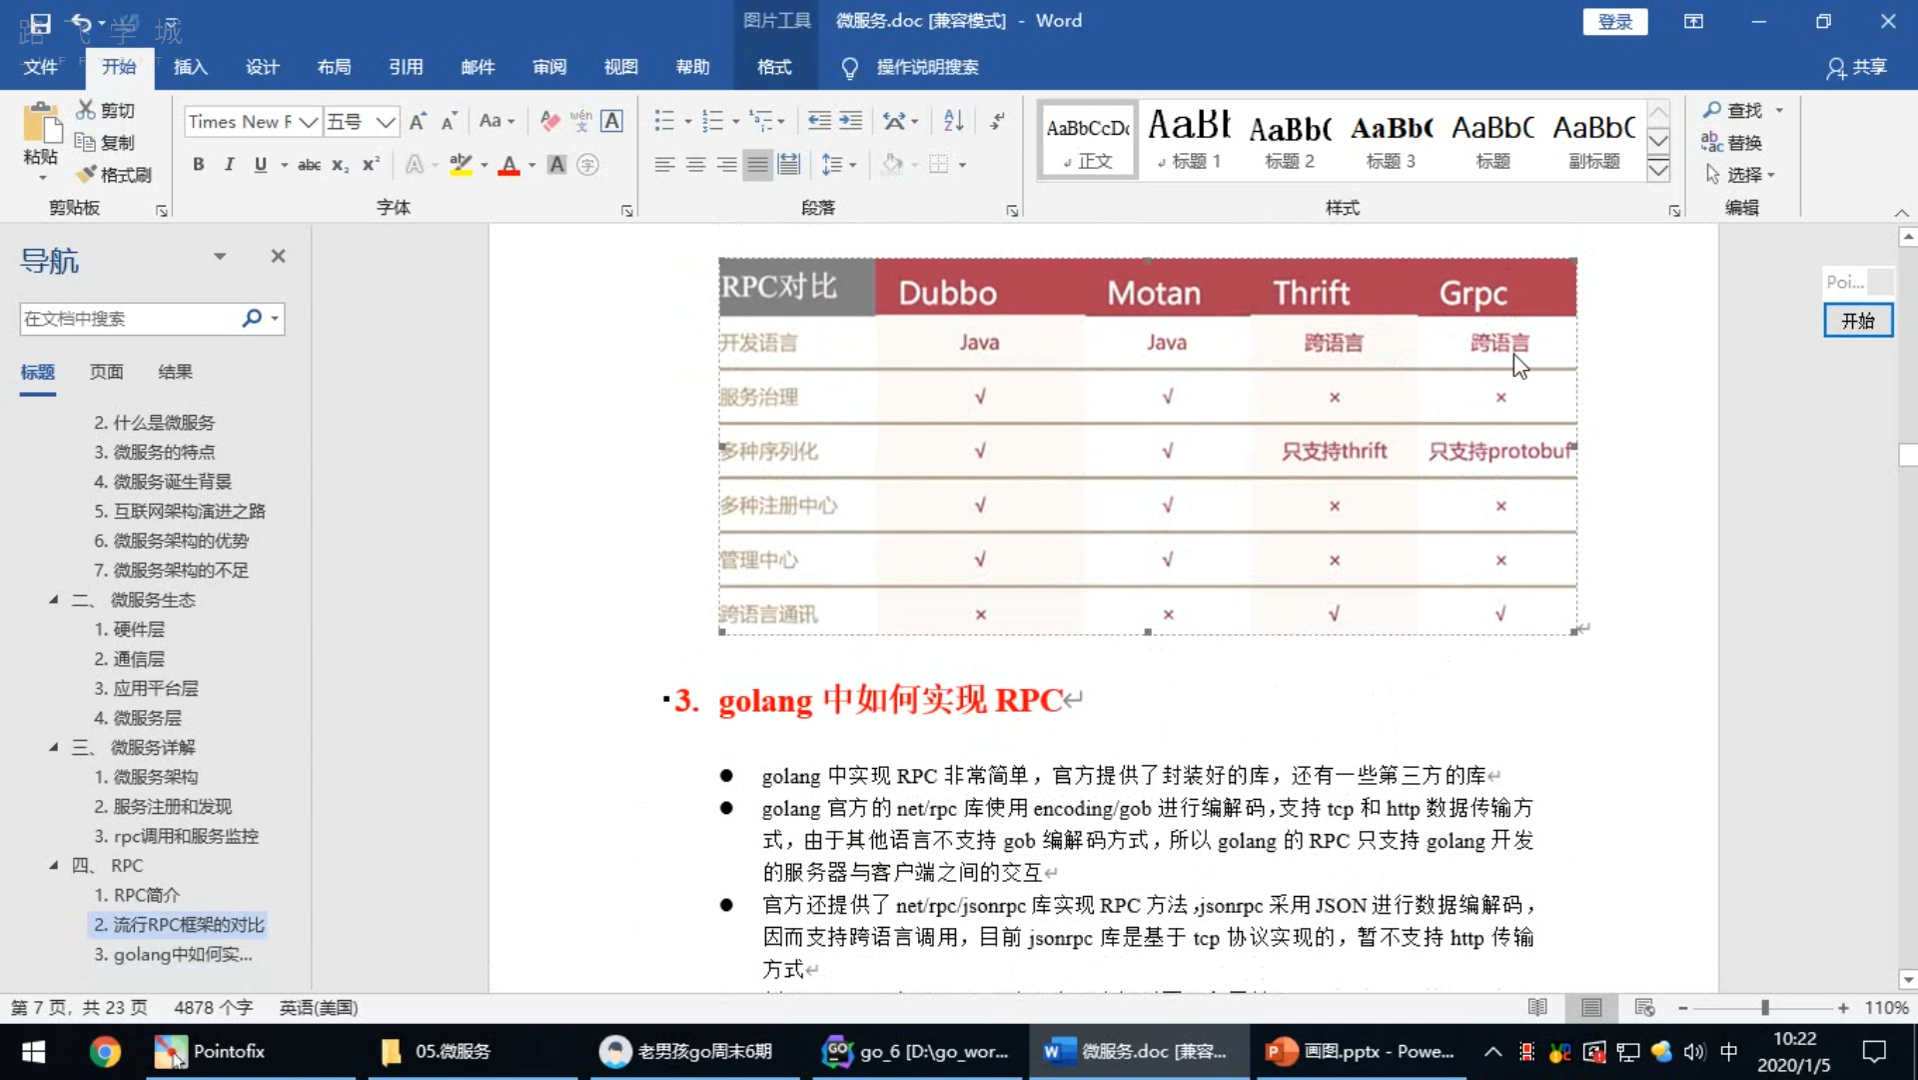 图片工具
微服务.doc [兼容模式] - Word
登录
文件
开始
插入
设计
布局
引用
邮件
审阅
视图
帮助
格式
操作说明搜索
共享
粘贴
剪切
复制
格式刷
剪贴板
Times New F
五号
字体
段落
AaBbCcDc
正文
AaBb
标题 1
AaBb(
标题 2
AaBb(
标题 3
AaBbC
标题
AaBbC
副标题
样式
查找
替换
选择
编辑
导航
在文档中搜索
标题 页面 结果
2. 什么是微服务
3. 微服务的特点
4. 微服务诞生背景
5. 互联网架构演进之路
6. 微服务架构的优势
7. 微服务架构的不足
二、 微服务生态
1. 硬件层
2. 通信层
3. 应用平台层
4. 微服务层
三、 微服务详解
1. 微服务架构
2. 服务注册和发现
3. rpc调用和服务监控
四、 RPC
1. RPC简介
2. 流行RPC框架的对比
3. golang中如何实...
RPC对比 Dubbo Motan Thrift Grpc
开发语言 Java Java 跨语言 跨语言
服务治理 √ √ × ×
多种序列化 √ √ 只支持thrift 只支持protobuf
多种注册中心 √ √ × ×
管理中心 √ √ × ×
跨语言通讯 × × √ √
3. golang 中如何实现 RPC
● golang 中实现 RPC 非常简单，官方提供了封装好的库，还有一些第三方的库
● golang 官方的 net/rpc 库使用 encoding/gob 进行编解码，支持 tcp 和 http 数据传输方
式，由于其他语言不支持 gob 编解码方式，所以 golang 的 RPC 只支持 golang 开发
的服务器与客户端之间的交互
● 官方还提供了 net/rpc/jsonrpc 库实现 RPC 方法，jsonrpc 采用 JSON 进行数据编解码，
因而支持跨语言调用，目前 jsonrpc 库是基于 tcp 协议实现的，暂不支持 http 传输
方式
Poi...
开始
第 7 页，共 23 页 4878 个字 英语(美国)
110%
Pointofix
05.微服务
老男孩go周末6期
go_6 [D:\go_wor...
微服务.doc [兼容...
画图.pptx - Powe...
中
10:22
2020/1/5